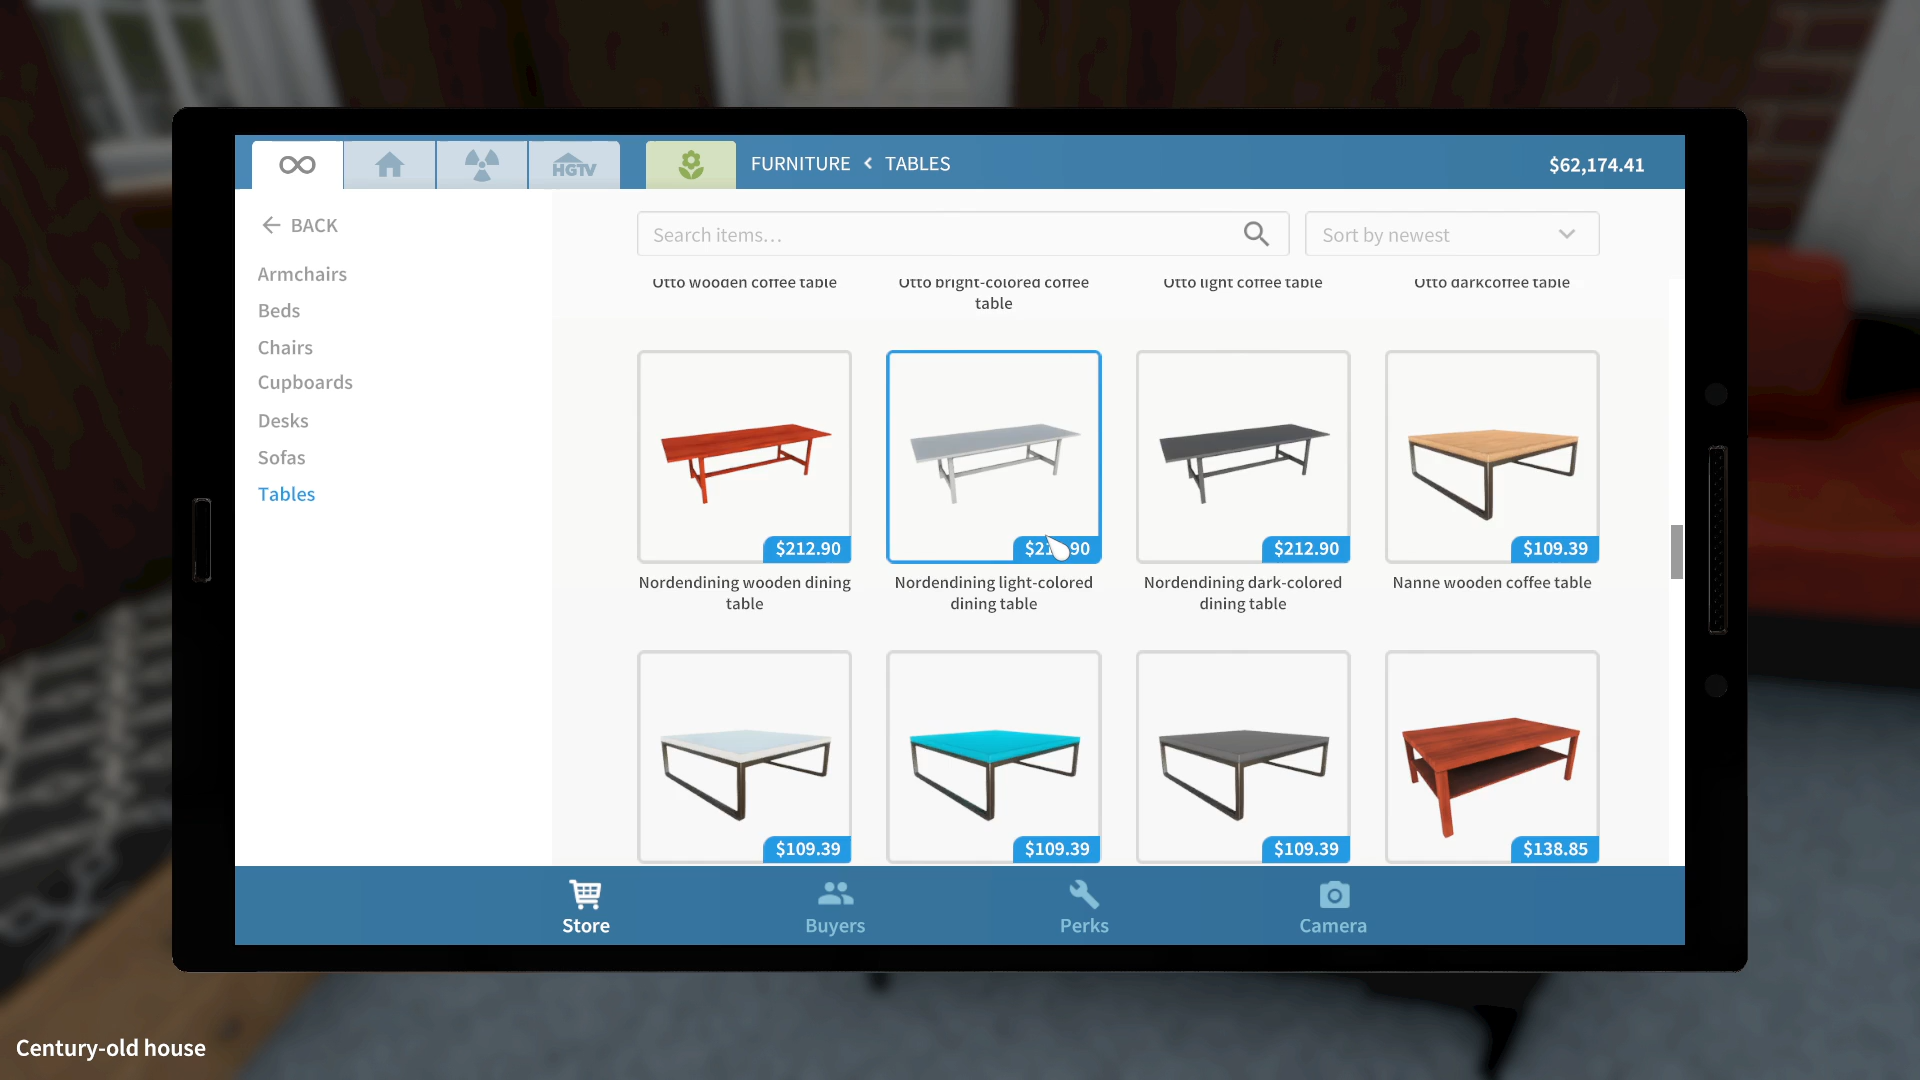 HGTV
FURNITURE < TABLES
$62,174.41
BACK
Search items...
Sort by newest
Armchairs
Beds
Chairs
Cupboards
Desks
Sofas
Tables
Otto wooden coffee table
Otto bright-colored coffee
table
Otto light coffee table
Otto darkcoffee table
$212.90
Nordendining wooden dining
table
Nordendining light-colored
dining table
$212.90
Nordendining dark-colored
dining table
$109.39
Nanne wooden coffee table
$109.39
$109.39
$109.39
$138.85
Store
Buyers
Perks
Camera
Century-old house